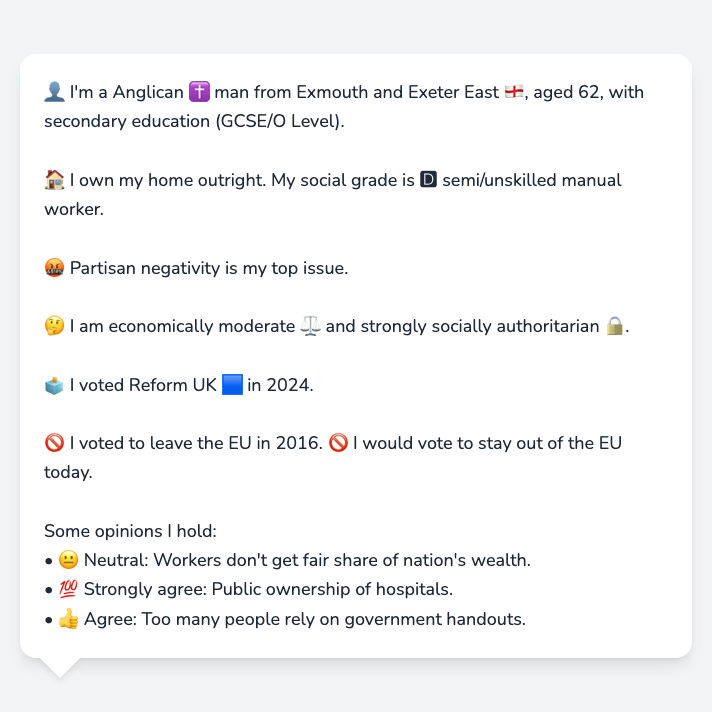 👤 I'm a Anglican ✝️ man from Exmouth and Exeter East 🏴󠁧󠁢󠁥󠁮󠁧󠁿, aged 62, with
secondary education (GCSE/O Level).
🏠 I own my home outright. My social grade is 🅳 semi/unskilled manual
worker.
🤬 Partisan negativity is my top issue.
🤔 I am economically moderate ⚖️ and strongly socially authoritarian 🔒.
🗳️ I voted Reform UK 🟦 in 2024.
🚫 I voted to leave the EU in 2016. 🚫 I would vote to stay out of the EU
today.
Some opinions I hold:
• 😐 Neutral: Workers don't get fair share of nation's wealth.
• 💯 Strongly agree: Public ownership of hospitals.
• 👍 Agree: Too many people rely on government handouts.